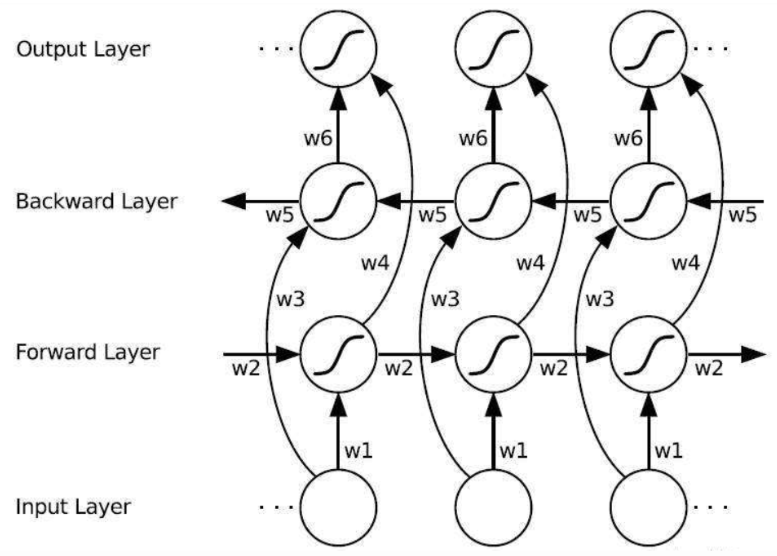 Output Layer ... ...
w6 w6 w6
Backward Layer w5 w5 w5 w5
w4 w4 w4
w3 w3 w3
Forward Layer w2 w2 w2 w2
w1 w1 w1
Input Layer ... ...